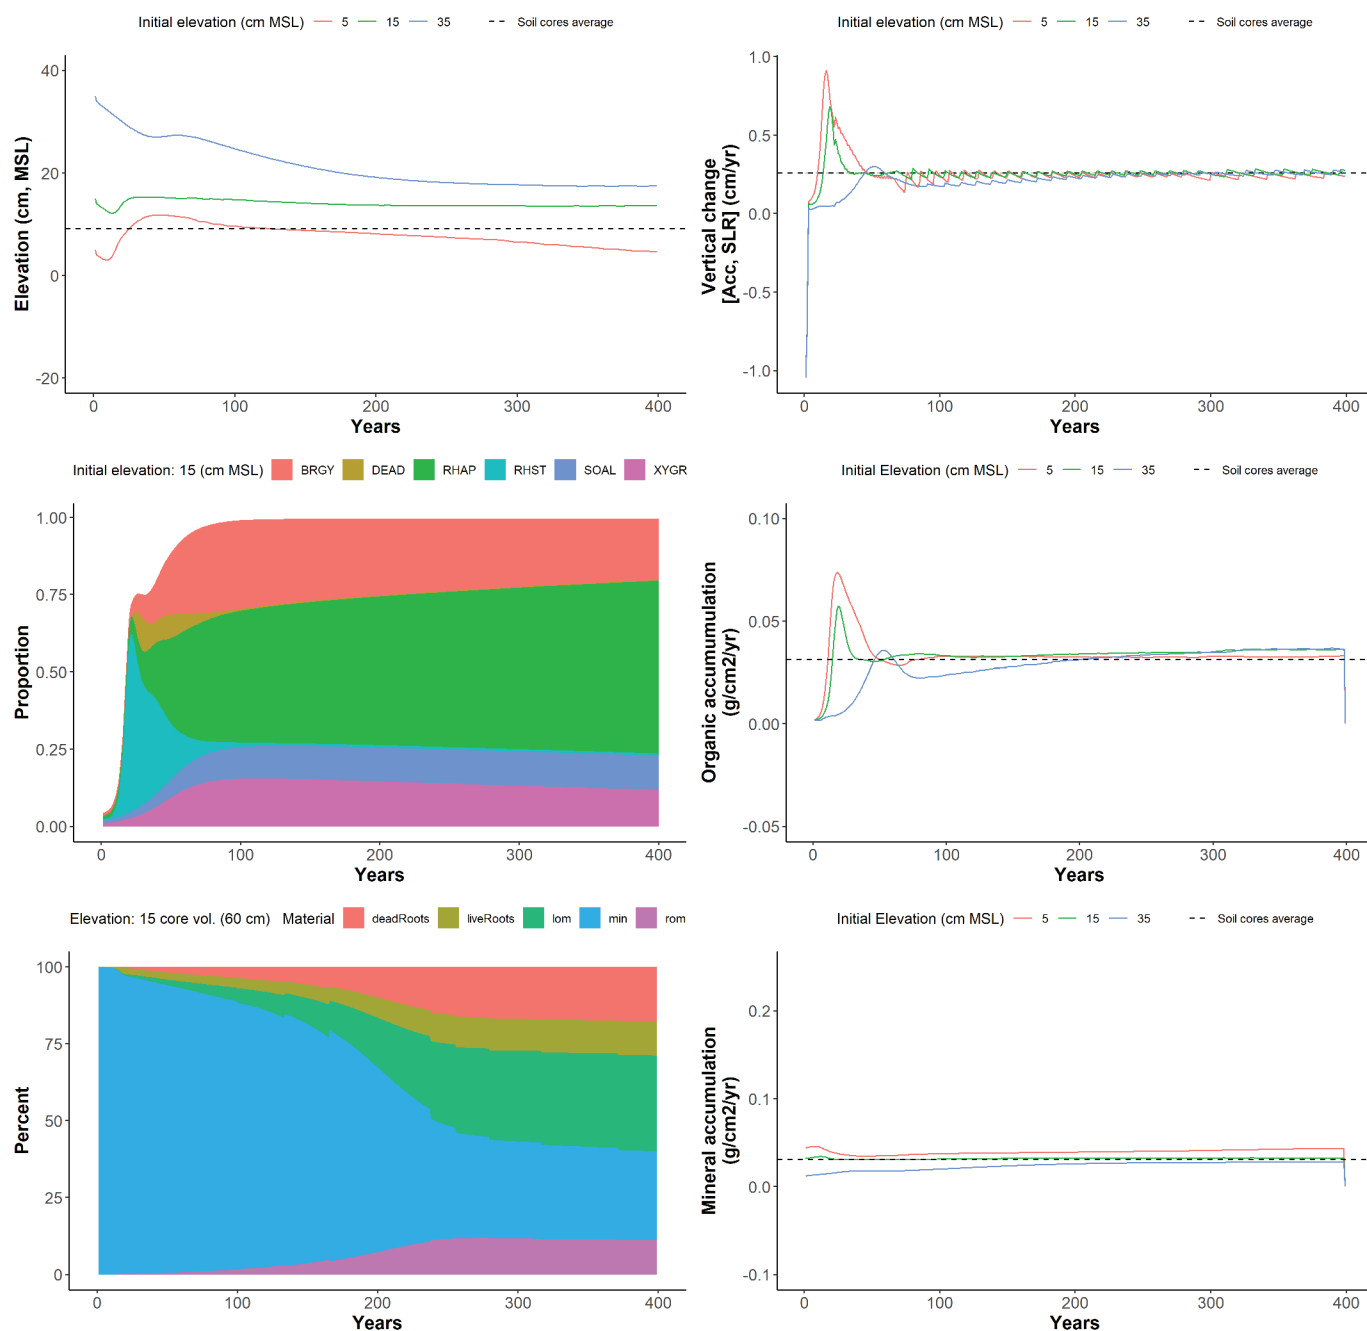 Initial elevation (cm MSL) 5 15 35 Soil cores average
40
20
0
-20
Elevation (cm, MSL)
0 100 200 300 400
Years
Initial elevation (cm MSL) 5 15 35 Soil cores average
1.0
0.5
0.0
-0.5
-1.0
Vertical change
[Acc, SLR] (cm/yr)
0 100 200 300 400
Years
Initial elevation: 15 (cm MSL) BRGY DEAD RHAP RHST SOAL XYGR
1.00
0.75
0.50
0.25
0.00
Proportion
0 100 200 300 400
Years
Initial Elevation (cm MSL) 5 15 35 Soil cores average
0.10
0.05
0.00
-0.05
Organic accumumulation
(g/cm2/yr)
0 100 200 300 400
Years
Elevation: 15 core vol. (60 cm) Material deadRoots liveRoots lom min rom
100
75
50
25
0
Percent
0 100 200 300 400
Years
Initial Elevation (cm MSL) 5 15 35 Soil cores average
0.2
0.1
0.0
-0.1
Mineral accumulation
(g/cm2/yr)
0 100 200 300 400
Years